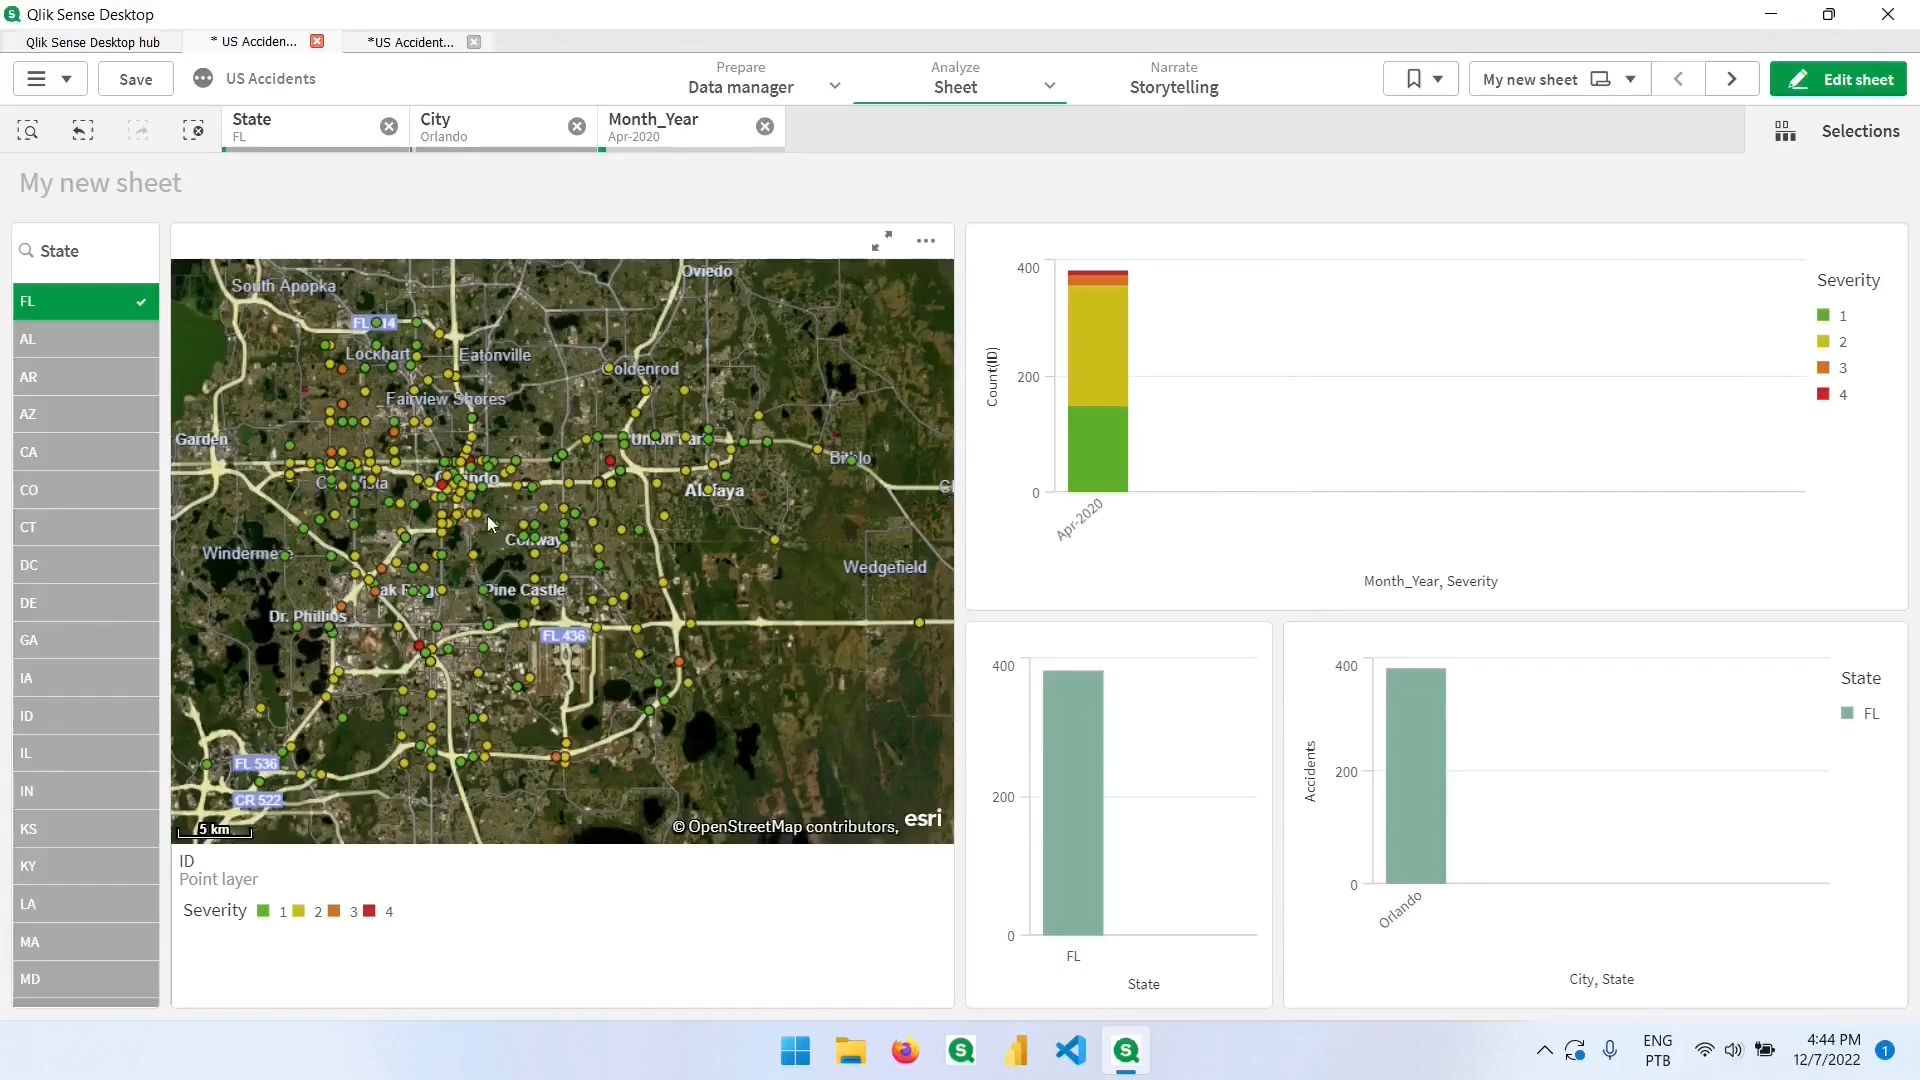 Qlik Sense Desktop
Qlik Sense Desktop hub
* US Acciden...
*US Accident...
Save
US Accidents
Prepare
Data manager
Analyze
Sheet
Narrate
Storytelling
My new sheet
Edit sheet
State
FL
City
Orlando
Month_Year
Apr-2020
Selections
My new sheet
State
FL
AL
AR
AZ
CA
CO
CT
DC
DE
GA
IA
ID
IL
IN
KS
KY
LA
MA
MD
Oviedo
South Apopka
Lockhart
Eatonville
Goldenrod
Fairview Shores
Garden
Alafaya
Conway
Windermere
Wedgefield
Pine Castle
Dr. Phillips
FL 436
FL 536
CR 522
5 km
© OpenStreetMap contributors,
esri
ID
Point layer
Severity 1 2 3 4
400
200
0
Count(ID)
Apr-2020
Month_Year, Severity
Severity
1
2
3
4
400
200
0
FL
State
400
200
0
Accidents
Orlando
City, State
State
FL
ENG
PTB
4:44 PM
12/7/2022
1